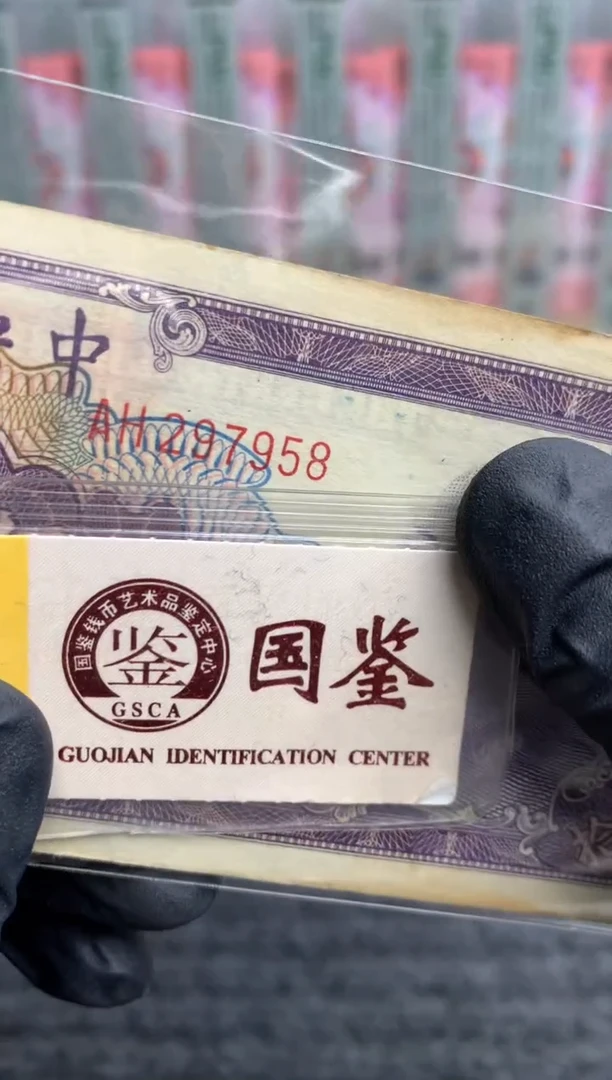 中
AH 297958
国鉴钱币艺术品鉴定中心
鉴
GSCA
国鉴
GUOJIAN IDENTIFICATION CENTER